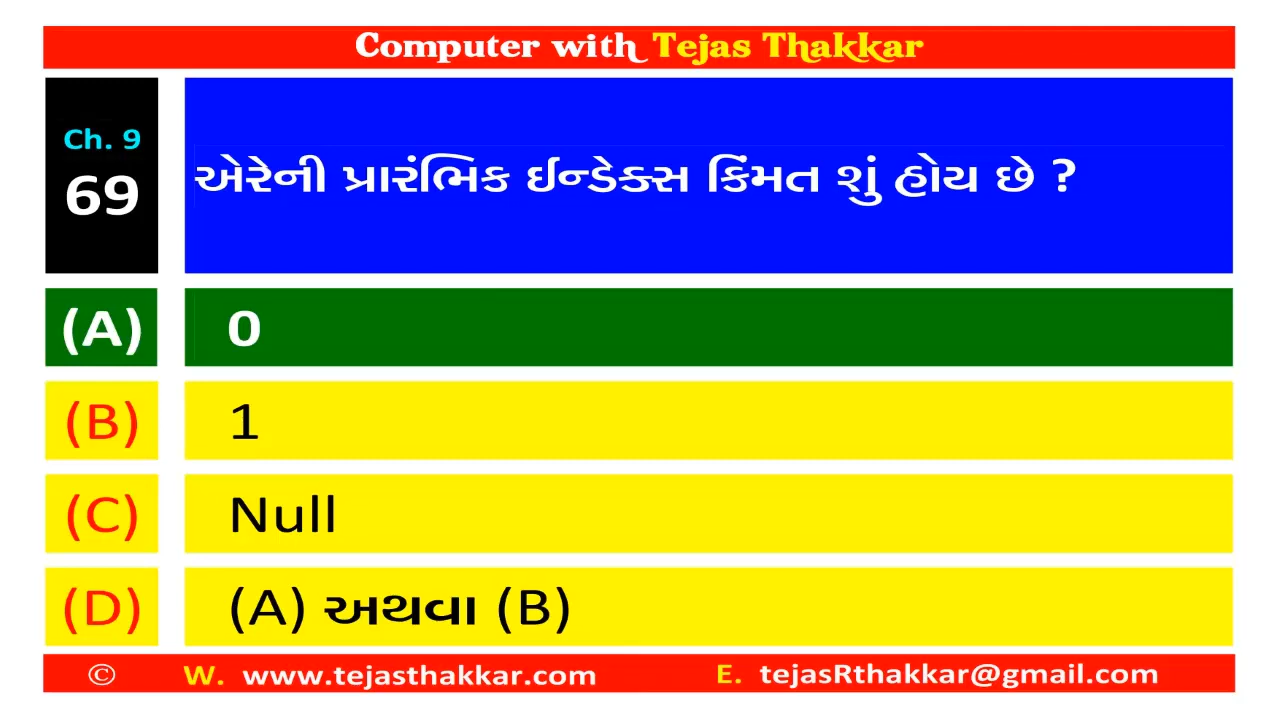 Computer with Tejas Thakkar
Ch. 9
69
એરેની પ્રારંભિક ઈન્ડેક્સ કિંમત શું હોય છે ?
(A) 0
(B) 1
(C) Null
(D) (A) અથવા (B)
© W. www.tejasthakkar.com E. tejasRthakkar@gmail.com